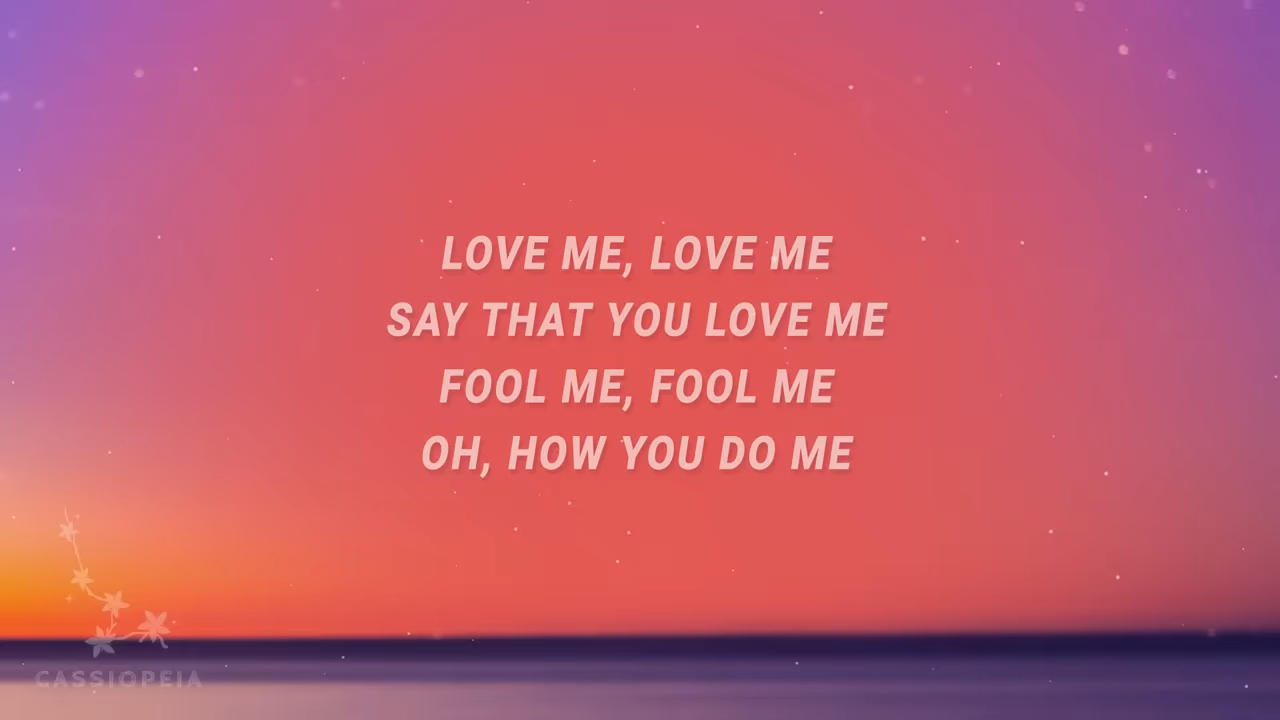 LOVE ME, LOVE ME
SAY THAT YOU LOVE ME
FOOL ME, FOOL ME
OH, HOW YOU DO ME
CASSIOPEIA